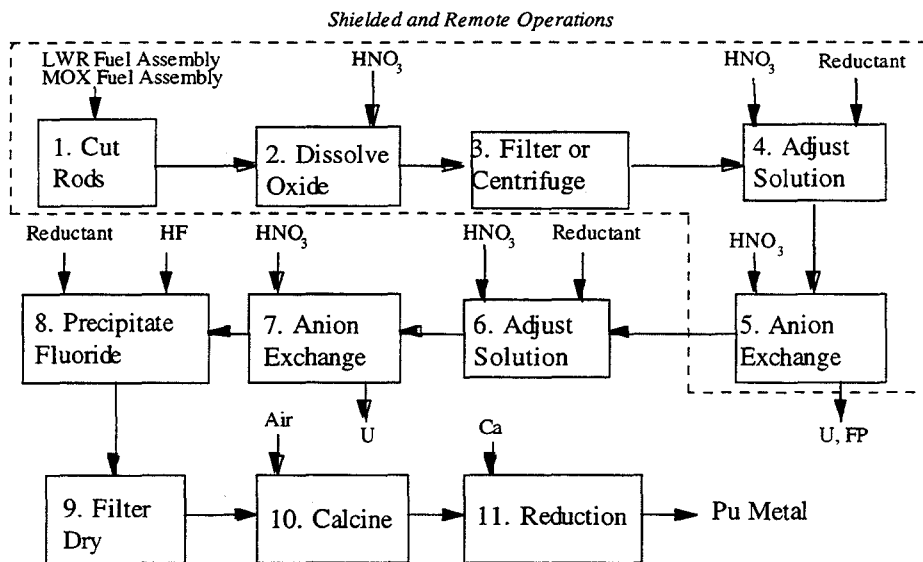 Shielded and Remote Operations
LWR Fuel Assembly
MOX Fuel Assembly
HNO3
HNO3
Reductant
1. Cut
Rods
2. Dissolve
Oxide
3. Filter or
Centrifuge
4. Adjust
Solution
Reductant
HF
HNO3
HNO3
Reductant
HNO3
8. Precipitate
Fluoride
7. Anion
Exchange
6. Adjust
Solution
5. Anion
Exchange
Air
U
Ca
U, FP
9. Filter
Dry
10. Calcine
11. Reduction
Pu Metal